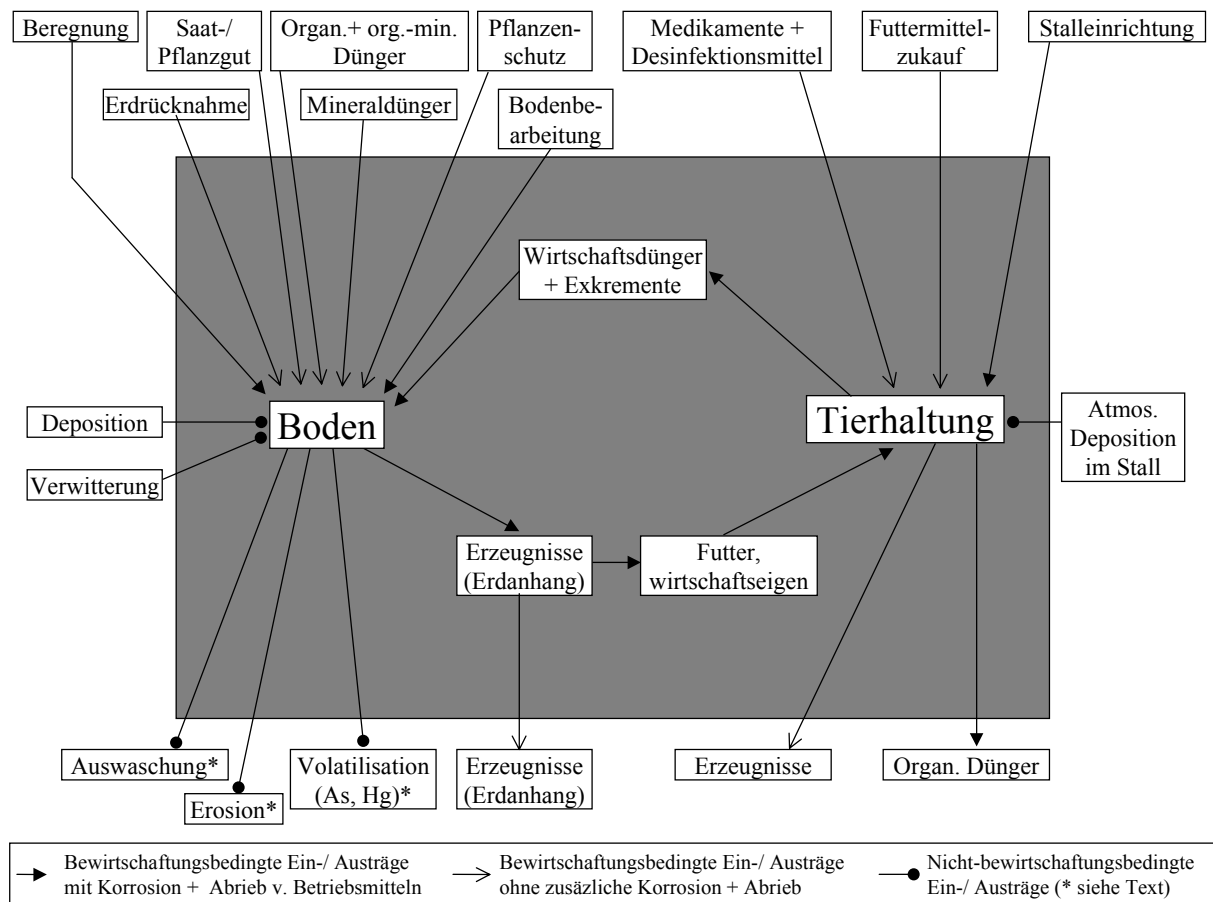 Beregnung
Saat-/
Pflanzgut
Organ.+ org.-min.
Dünger
Pflanzen-
schutz
Medikamente +
Desinfektionsmittel
Futtermittel-
zukauf
Stalleinrichtung
Erdrücknahme
Mineraldünger
Bodenbe-
arbeitung
Wirtschaftsdünger
+ Exkremente
Deposition
Boden
Tierhaltung
Atmos.
Deposition
im Stall
Verwitterung
Erzeugnisse
(Erdanhang)
Futter,
wirtschaftseigen
Auswaschung*
Erosion*
Volatilisation
(As, Hg)*
Erzeugnisse
(Erdanhang)
Erzeugnisse
Organ. Dünger
Bewirtschaftungsbedingte Ein-/ Austräge
mit Korrosion + Abrieb v. Betriebsmitteln
Bewirtschaftungsbedingte Ein-/ Austräge
ohne zusäzliche Korrosion + Abrieb
Nicht-bewirtschaftungsbedingte
Ein-/ Austräge (* siehe Text)